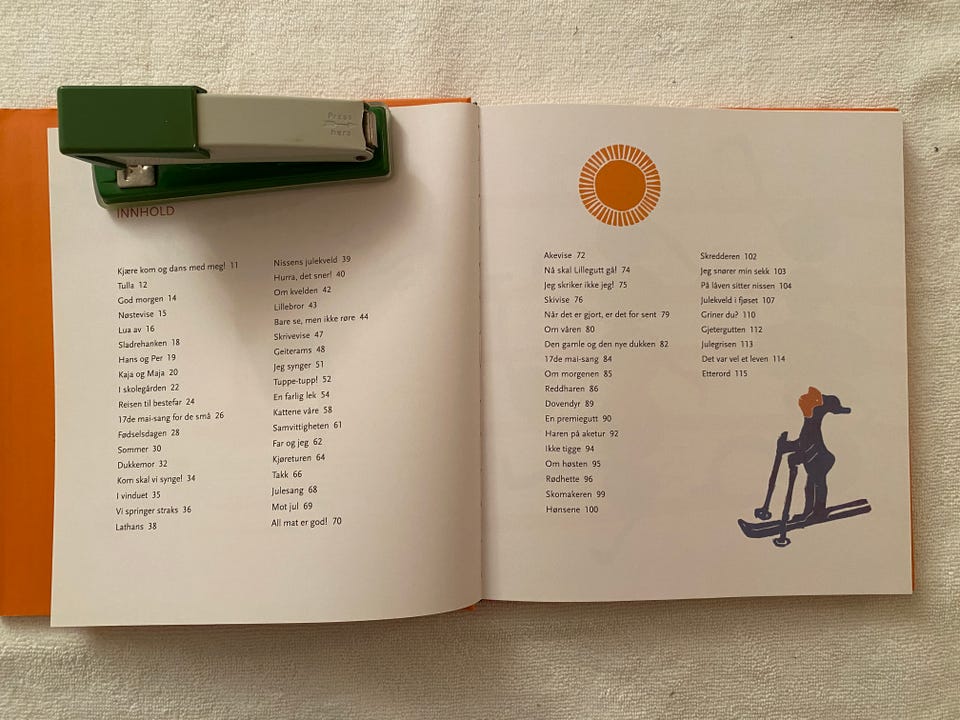 Press
here
INNHOLD
Kjære kom og dans med meg! 11
Tulla 12
God morgen 14
Nøstevise 15
Lua av 16
Sladrehanken 18
Hans og Per 19
Kaja og Maja 20
I skolegården 22
Reisen til bestefar 24
17de mai-sang for de små 26
Fødselsdagen 28
Sommer 30
Dukkemor 32
Kom skal vi synge! 34
I vinduet 35
Vi springer straks 36
Lathans 38
Nissens julekveld 39
Hurra, det sner! 40
Om kvelden 42
Lillebror 43
Bare se, men ikke røre 44
Skrivevise 47
Geiterams 48
Jeg synger 51
Tuppe-tupp! 52
En farlig lek 54
Kattene våre 58
Samvittigheten 61
Far og jeg 62
Kjøreturen 64
Takk 66
Julesang 68
Mot jul 69
All mat er god! 70
Akevise 72
Nå skal Lillegutt gå! 74
Jeg skriker ikke jeg! 75
Skivise 76
Når det er gjort, er det for sent 79
Om våren 80
Den gamle og den nye dukken 82
17de mai-sang 84
Om morgenen 85
Reddharen 86
Dovendyr 89
En premiegutt 90
Haren på aketur 92
Ikke tigge 94
Om høsten 95
Rødhette 96
Skomakeren 99
Hønsene 100
Skredderen 102
Jeg snører min sekk 103
På låven sitter nissen 104
Julekveld i fjøset 107
Griner du? 110
Gjetergutten 112
Julegrisen 113
Det var vel et leven 114
Etterord 115